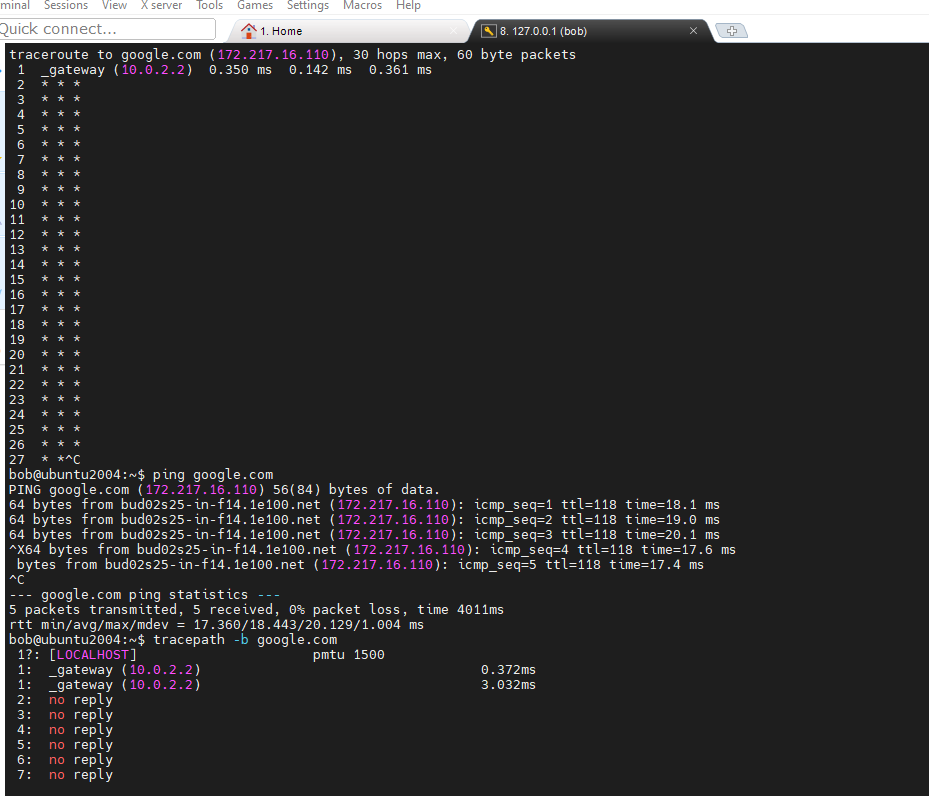 minal Sessions View X server Tools Games Settings Macros Help
Quick connect...
1. Home
8. 127.0.0.1 (bob)
traceroute to google.com (172.217.16.110), 30 hops max, 60 byte packets
1 _gateway (10.0.2.2) 0.350 ms 0.142 ms 0.361 ms
2 * * *
3 * * *
4 * * *
5 * * *
6 * * *
7 * * *
8 * * *
9 * * *
10 * * *
11 * * *
12 * * *
13 * * *
14 * * *
15 * * *
16 * * *
17 * * *
18 * * *
19 * * *
20 * * *
21 * * *
22 * * *
23 * * *
24 * * *
25 * * *
26 * * *
27 * *^C
bob@ubuntu2004:~$ ping google.com
PING google.com (172.217.16.110) 56(84) bytes of data.
64 bytes from bud02s25-in-f14.1e100.net (172.217.16.110): icmp_seq=1 ttl=118 time=18.1 ms
64 bytes from bud02s25-in-f14.1e100.net (172.217.16.110): icmp_seq=2 ttl=118 time=19.0 ms
64 bytes from bud02s25-in-f14.1e100.net (172.217.16.110): icmp_seq=3 ttl=118 time=20.1 ms
^X64 bytes from bud02s25-in-f14.1e100.net (172.217.16.110): icmp_seq=4 ttl=118 time=17.6 ms
bytes from bud02s25-in-f14.1e100.net (172.217.16.110): icmp_seq=5 ttl=118 time=17.4 ms
^C
--- google.com ping statistics ---
5 packets transmitted, 5 received, 0% packet loss, time 4011ms
rtt min/avg/max/mdev = 17.360/18.443/20.129/1.004 ms
bob@ubuntu2004:~$ tracepath -b google.com
1?: [LOCALHOST] pmtu 1500
1: _gateway (10.0.2.2) 0.372ms
1: _gateway (10.0.2.2) 3.032ms
2: no reply
3: no reply
4: no reply
5: no reply
6: no reply
7: no reply